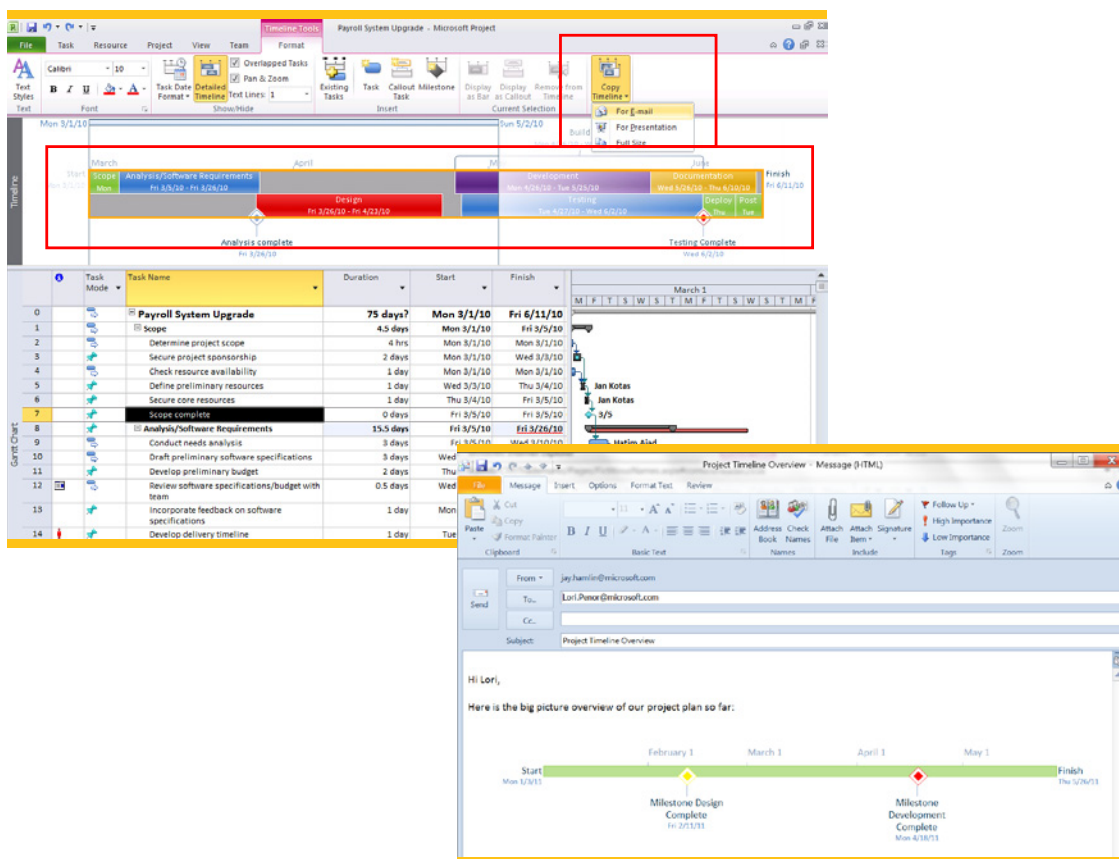 Timeline Tools
Payroll System Upgrade - Microsoft Project
File Task Resource Project View Team Format
Text Styles
Calibri 10
B I U A
Text
Font
Task Date Format Detailed Timeline
Overlapped Tasks
Pan & Zoom
Text Lines: 1
Show/Hide
Existing Tasks Task Callout Task Milestone
Insert
Display as Bar Display as Callout Remove from Timeline
Current Selection
Copy Timeline
For E-mail
For Presentation
Full Size
Timeline
Mon 3/1/10 Sun 5/2/10
Build
March April June
Start
Scope Analysis/Software Requirements Development Documentation Finish
Mon Fri 3/5/10 - Fri 3/26/10 Mon 4/26/10 - Tue 5/25/10 Wed 5/26/10 - Thu 6/10/10 Fri 6/11/10
Design Testing Deploy Post
Fri 3/26/10 - Fri 4/23/10 Tue 4/27/10 - Wed 6/2/10 Thu Tue
Analysis complete Testing Complete
Fri 3/26/10 Wed 6/2/10
Task Mode Task Name Duration Start Finish
March 1
M F T S W S T M F T S W S T M F
0 Payroll System Upgrade 75 days? Mon 3/1/10 Fri 6/11/10
1 Scope 4.5 days Mon 3/1/10 Fri 3/5/10
2 Determine project scope 4 hrs Mon 3/1/10 Mon 3/1/10
3 Secure project sponsorship 2 days Mon 3/1/10 Wed 3/3/10
4 Check resource availability 1 day Mon 3/1/10 Mon 3/1/10
5 Define preliminary resources 1 day Wed 3/3/10 Thu 3/4/10 Jan Kotas
6 Secure core resources 1 day Thu 3/4/10 Fri 3/5/10 Jan Kotas
7 Scope complete 0 days Fri 3/5/10 Fri 3/5/10 3/5
8 Analysis/Software Requirements 15.5 days Fri 3/5/10 Fri 3/26/10
9 Conduct needs analysis 3 days Fri 3/5/10 Wed 3/10/10
10 Draft preliminary software specifications 3 days Wed
11 Develop preliminary budget 2 days Thu
12 Review software specifications/budget with team 0.5 days Wed
13 Incorporate feedback on software specifications 1 day Mon
14 Develop delivery timeline 1 day Tue
Gantt Chart
Project Timeline Overview - Message (HTML)
File Message Insert Options Format Text Review
Paste
Cut
Copy
Format Painter
Clipboard
11 A A
B I U A
Basic Text
Address Book Check Names
Names
Attach File Attach Item Signature
Include
Follow Up
High Importance
Low Importance
Tags
Zoom
Zoom
Send
From jay.hamlin@microsoft.com
To... Lori.Penor@microsoft.com
Cc...
Subject: Project Timeline Overview
Hi Lori,
Here is the big picture overview of our project plan so far:
February 1 March 1 April 1 May 1
Start Finish
Mon 1/3/11 Thu 5/26/11
Milestone Design Complete
Fri 2/11/11
Milestone Development Complete
Mon 4/18/11